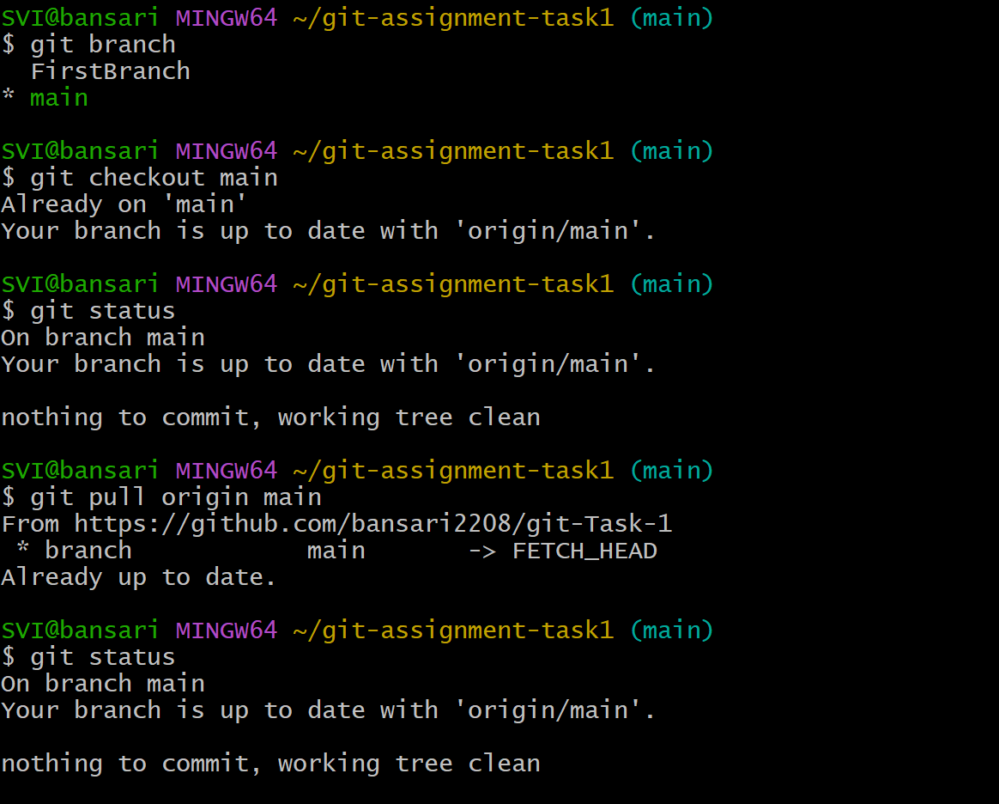 SVI@bansari MINGW64 ~/git-assignment-task1 (main)
$ git branch
  FirstBranch
* main

SVI@bansari MINGW64 ~/git-assignment-task1 (main)
$ git checkout main
Already on 'main'
Your branch is up to date with 'origin/main'.

SVI@bansari MINGW64 ~/git-assignment-task1 (main)
$ git status
On branch main
Your branch is up to date with 'origin/main'.

nothing to commit, working tree clean

SVI@bansari MINGW64 ~/git-assignment-task1 (main)
$ git pull origin main
From https://github.com/bansari2208/git-Task-1
 * branch            main       -> FETCH_HEAD
Already up to date.

SVI@bansari MINGW64 ~/git-assignment-task1 (main)
$ git status
On branch main
Your branch is up to date with 'origin/main'.

nothing to commit, working tree clean